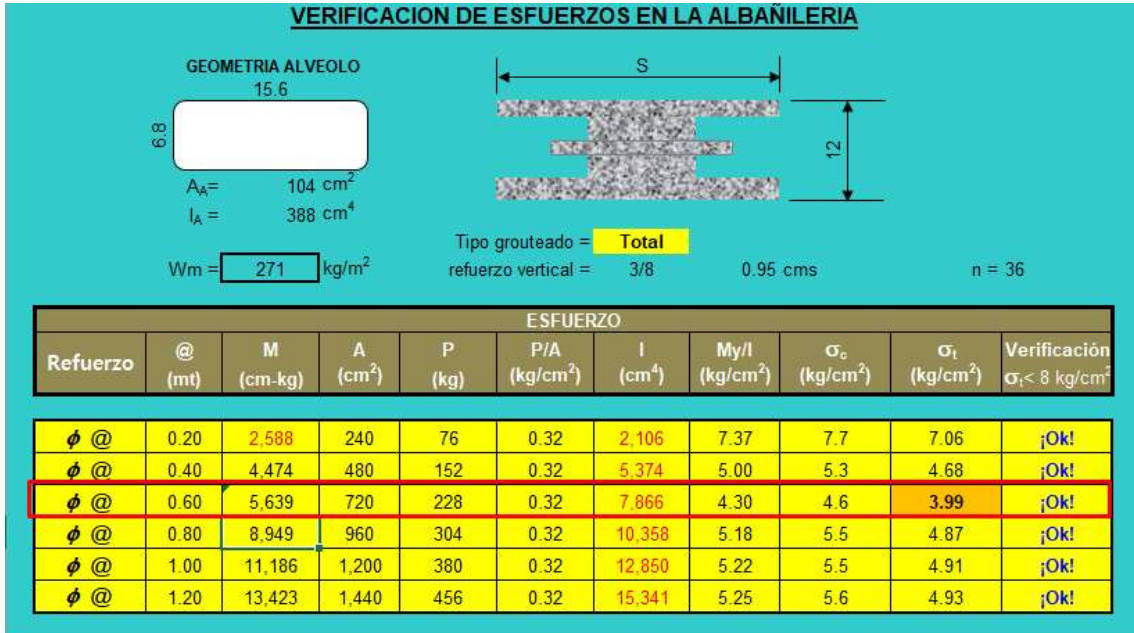 VERIFICACION DE ESFUERZOS EN LA ALBAÑILERIA
GEOMETRIA ALVEOLO
15.6
6.8
S
12
A_A= 104 cm²
I_A = 388 cm⁴
Tipo grouteado = Total
Wm = 271 kg/m² refuerzo vertical = 3/8 0.95 cms n = 36
ESFUERZO
Refuerzo @ (mt) M (cm-kg) A (cm²) P (kg) P/A (kg/cm²) I (cm⁴) My/I (kg/cm²) σc (kg/cm²) σt (kg/cm²) Verificación σt< 8 kg/cm²
ϕ @ 0.20 2,588 240 76 0.32 2,106 7.37 7.7 7.06 ¡Ok!
ϕ @ 0.40 4,474 480 152 0.32 5,374 5.00 5.3 4.68 ¡Ok!
ϕ @ 0.60 5,639 720 228 0.32 7,866 4.30 4.6 3.99 ¡Ok!
ϕ @ 0.80 8,949 960 304 0.32 10,358 5.18 5.5 4.87 ¡Ok!
ϕ @ 1.00 11,186 1,200 380 0.32 12,850 5.22 5.5 4.91 ¡Ok!
ϕ @ 1.20 13,423 1,440 456 0.32 15,341 5.25 5.6 4.93 ¡Ok!